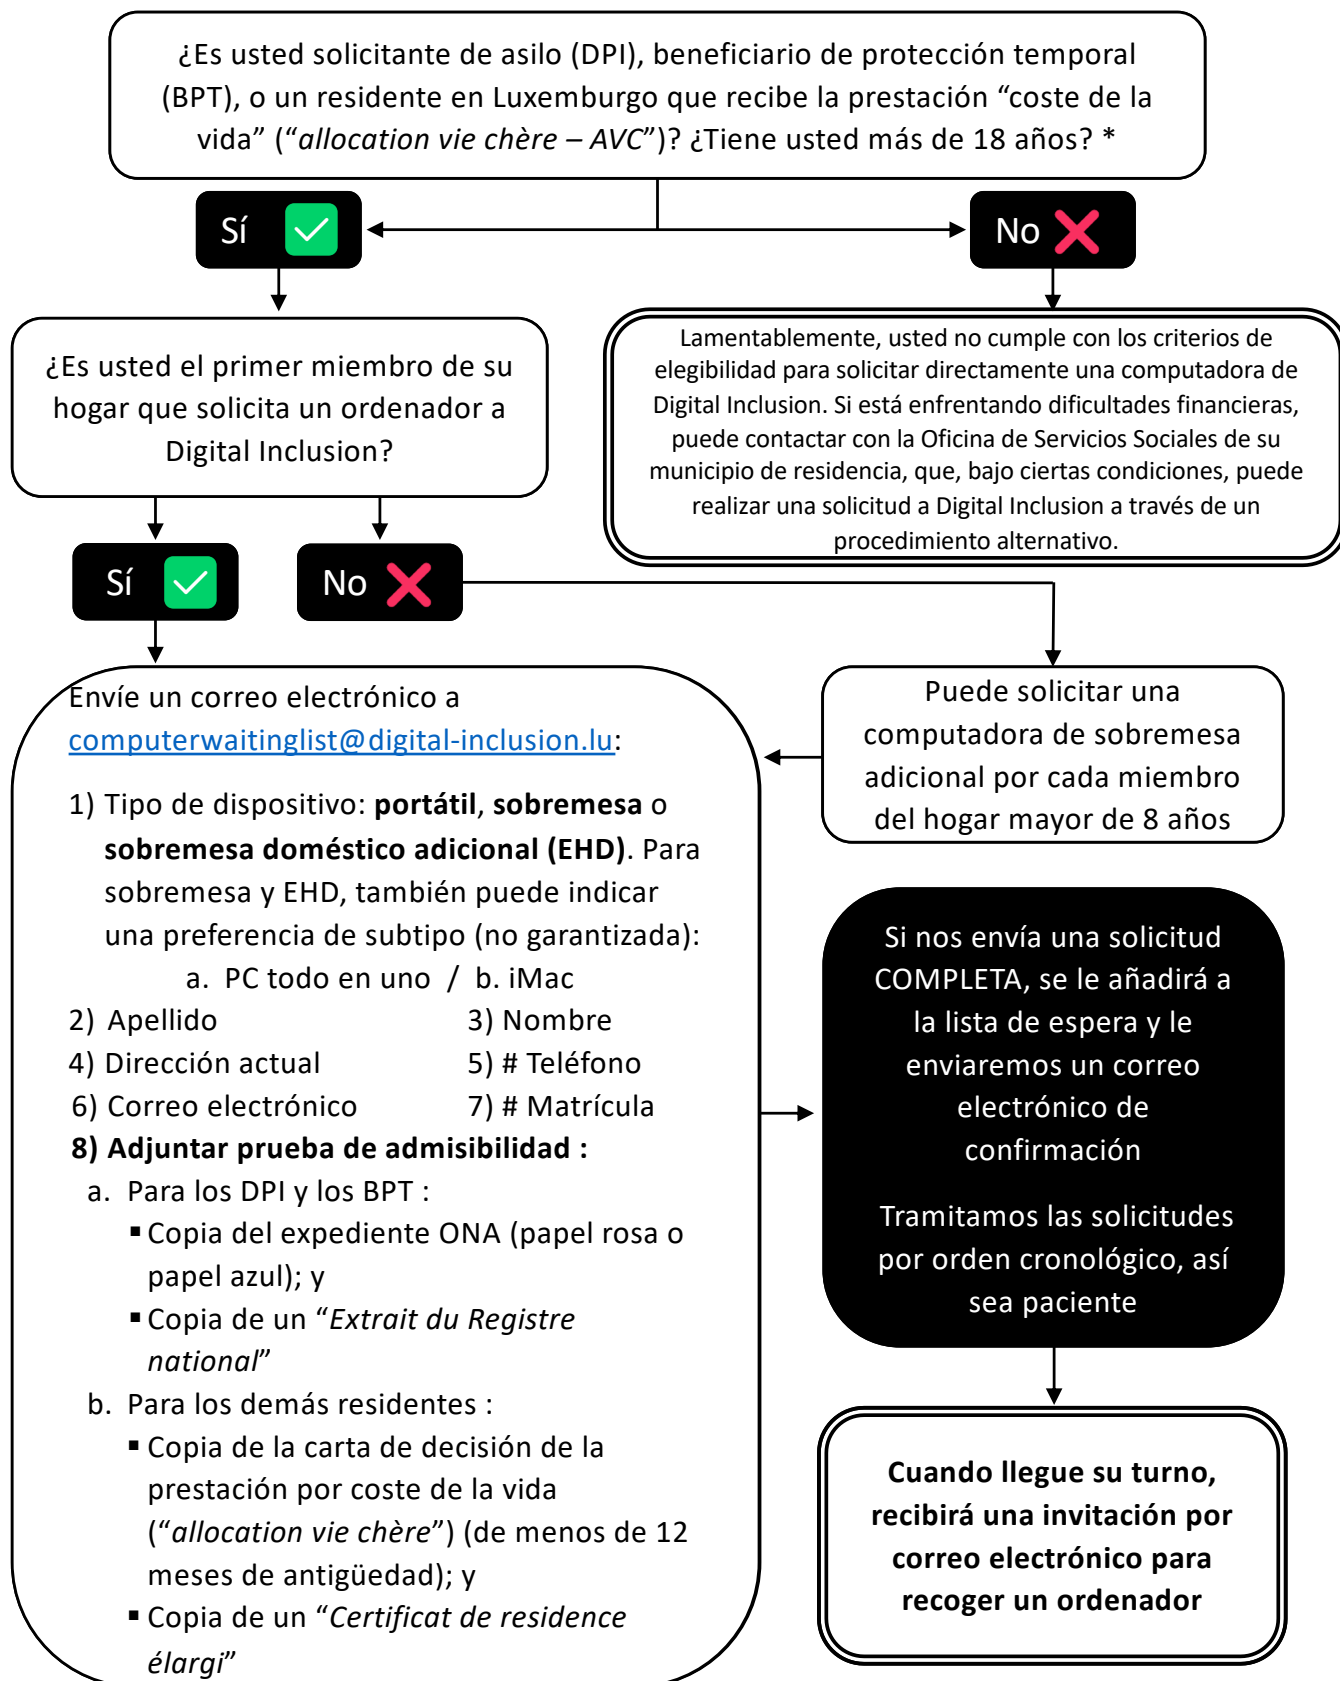 ¿Es usted solicitante de asilo (DPI), beneficiario de protección temporal
(BPT), o un residente en Luxemburgo que recibe la prestación “coste de la
vida” (“allocation vie chère – AVC”)? ¿Tiene usted más de 18 años? *
Sí
No
¿Es usted el primer miembro de su
hogar que solicita un ordenador a
Digital Inclusion?
Lamentablemente, usted no cumple con los criterios de
elegibilidad para solicitar directamente una computadora de
Digital Inclusion. Si está enfrentando dificultades financieras,
puede contactar con la Oficina de Servicios Sociales de su
municipio de residencia, que, bajo ciertas condiciones, puede
realizar una solicitud a Digital Inclusion a través de un
procedimiento alternativo.
Sí
No
Envíe un correo electrónico a
computerwaitinglist@digital-inclusion.lu:
1) Tipo de dispositivo: portátil, sobremesa o
sobremesa doméstico adicional (EHD). Para
sobremesa y EHD, también puede indicar
una preferencia de subtipo (no garantizada):
a. PC todo en uno / b. iMac
2) Apellido 3) Nombre
4) Dirección actual 5) # Teléfono
6) Correo electrónico 7) # Matrícula
8) Adjuntar prueba de admisibilidad :
a. Para los DPI y los BPT :
▪ Copia del expediente ONA (papel rosa o
papel azul); y
▪ Copia de un “Extrait du Registre
national”
b. Para los demás residentes :
▪ Copia de la carta de decisión de la
prestación por coste de la vida
(“allocation vie chère”) (de menos de 12
meses de antigüedad); y
▪ Copia de un “Certificat de residence
élargi”
Puede solicitar una
computadora de sobremesa
adicional por cada miembro
del hogar mayor de 8 años
Si nos envía una solicitud
COMPLETA, se le añadirá a
la lista de espera y le
enviaremos un correo
electrónico de
confirmación
Tramitamos las solicitudes
por orden cronológico, así
sea paciente
Cuando llegue su turno,
recibirá una invitación por
correo electrónico para
recoger un ordenador